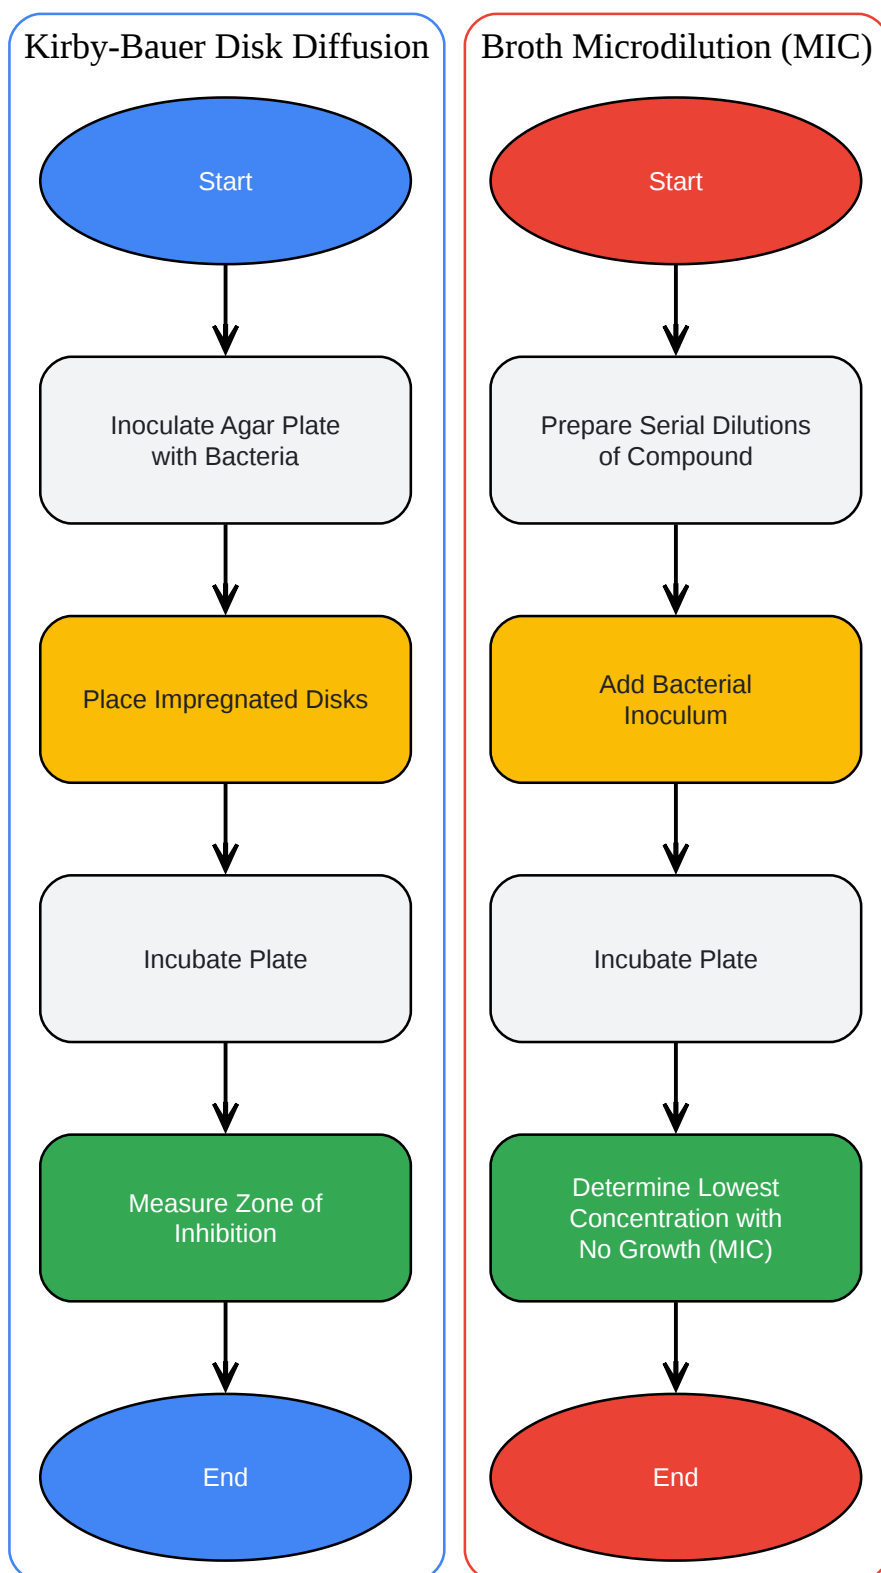 Kirby-Bauer Disk Diffusion
Start
Inoculate Agar Plate
with Bacteria
Place Impregnated Disks
Incubate Plate
Measure Zone of
Inhibition
End
Broth Microdilution (MIC)
Start
Prepare Serial Dilutions
of Compound
Add Bacterial
Inoculum
Incubate Plate
Determine Lowest
Concentration with
No Growth (MIC)
End